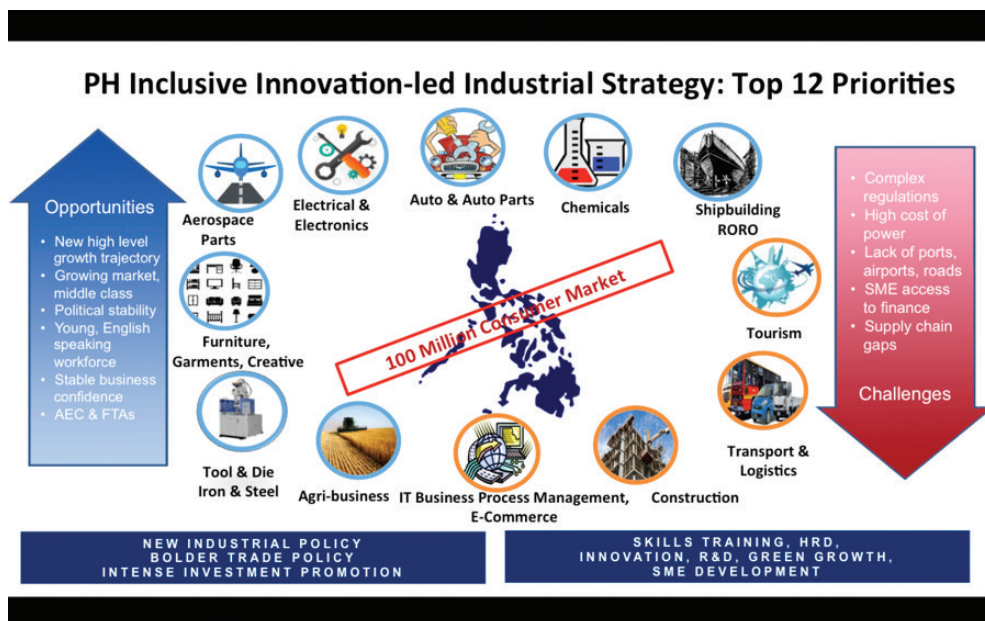 PH Inclusive Innovation-led Industrial Strategy: Top 12 Priorities
Opportunities
• New high level
growth trajectory
• Growing market,
middle class
• Political stability
• Young, English
speaking
workforce
• Stable business
confidence
• AEC & FTAs
Aerospace
Parts
Electrical &
Electronics
Auto & Auto Parts
Chemicals
Shipbuilding
RORO
Furniture,
Garments, Creative
100 Million Consumer Market
Tourism
Tool & Die
Iron & Steel
Agri-business
IT Business Process Management,
E-Commerce
Construction
Transport &
Logistics
• Complex
regulations
• High cost of
power
• Lack of ports,
airports, roads
• SME access
to finance
• Supply chain
gaps
Challenges
NEW INDUSTRIAL POLICY
BOLDER TRADE POLICY
INTENSE INVESTMENT PROMOTION
SKILLS TRAINING, HRD,
INNOVATION, R&D, GREEN GROWTH,
SME DEVELOPMENT